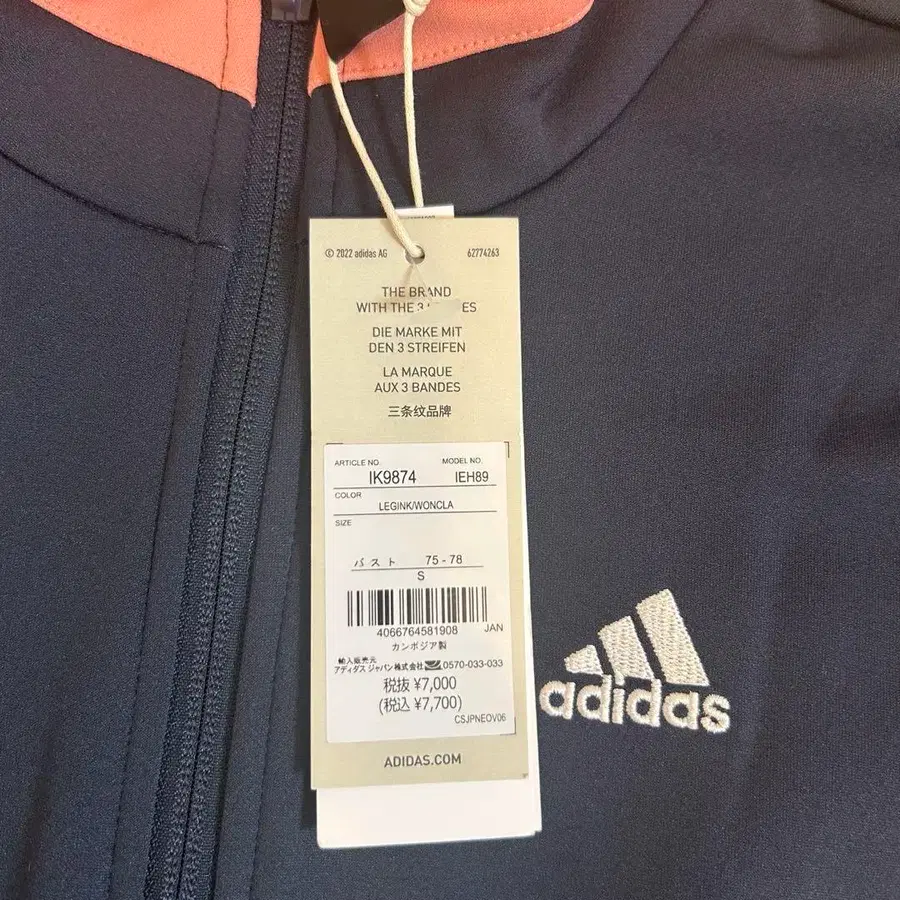 © 2022 adidas AG 62774263
THE BRAND
WITH THE 3 ES
DIE MARKE MIT
DEN 3 STREIFEN
LA MARQUE
AUX 3 BANDES
三条纹品牌
ARTICLE NO. MODEL NO.
IK9874 IEH89
COLOR
LEGINK/WONCLA
SIZE
バスト 75-78
S
4066764581908 JAN
カンボジア製
輸入販売元
アディダス ジャパン株式会社 0570-033-033
税抜 ¥7,000
(税込 ¥7,700)
CSJPNEOV06
ADIDAS.COM
adidas